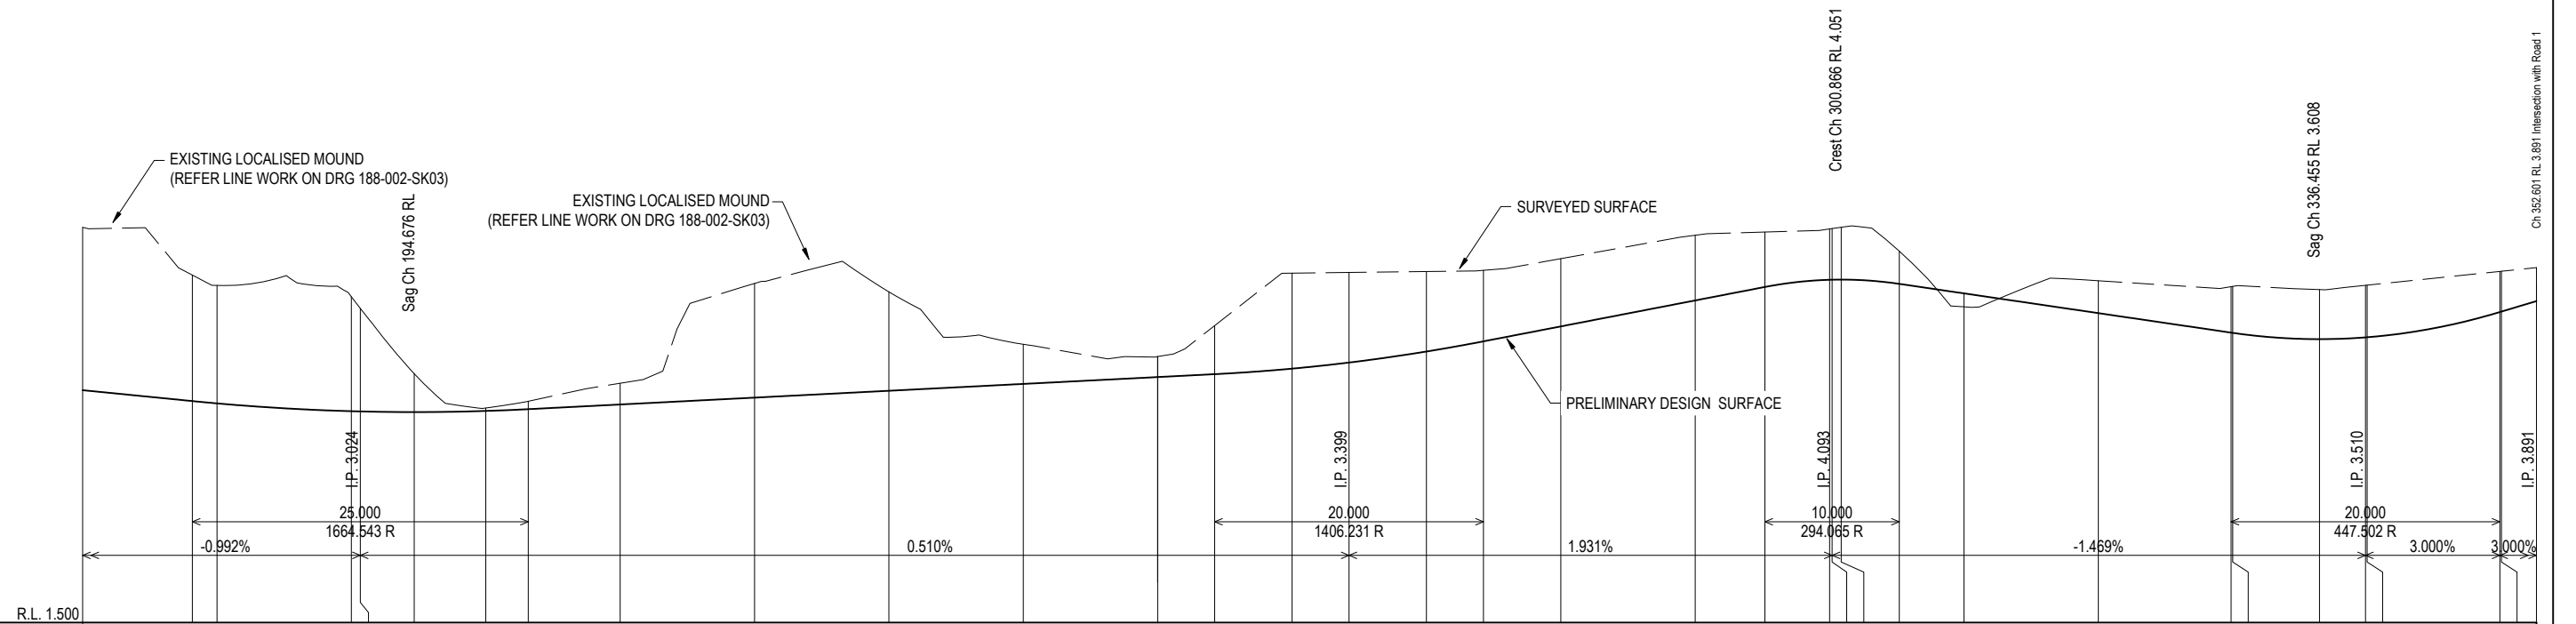 Crest Ch 300.866 RL 4.051
Ch 352.601 RL 3.891 Intersection with Road 1
Sag Ch 336.455 RL 3.608
EXISTING LOCALISED MOUND
(REFER LINE WORK ON DRG 188-002-SK03)
Sag Ch 194.676 RL
EXISTING LOCALISED MOUND
(REFER LINE WORK ON DRG 188-002-SK03)
SURVEYED SURFACE
PRELIMINARY DESIGN SURFACE
I.P. 3.024
I.P. 3.399
I.P. 4.093
I.P. 3.510
I.P. 3.891
25.000
1664.543 R
20.000
1406.231 R
10.000
294.065 R
20.000
447.502 R
-0.992%
0.510%
1.931%
-1.469%
3.000%
3.000%
R.L. 1.500